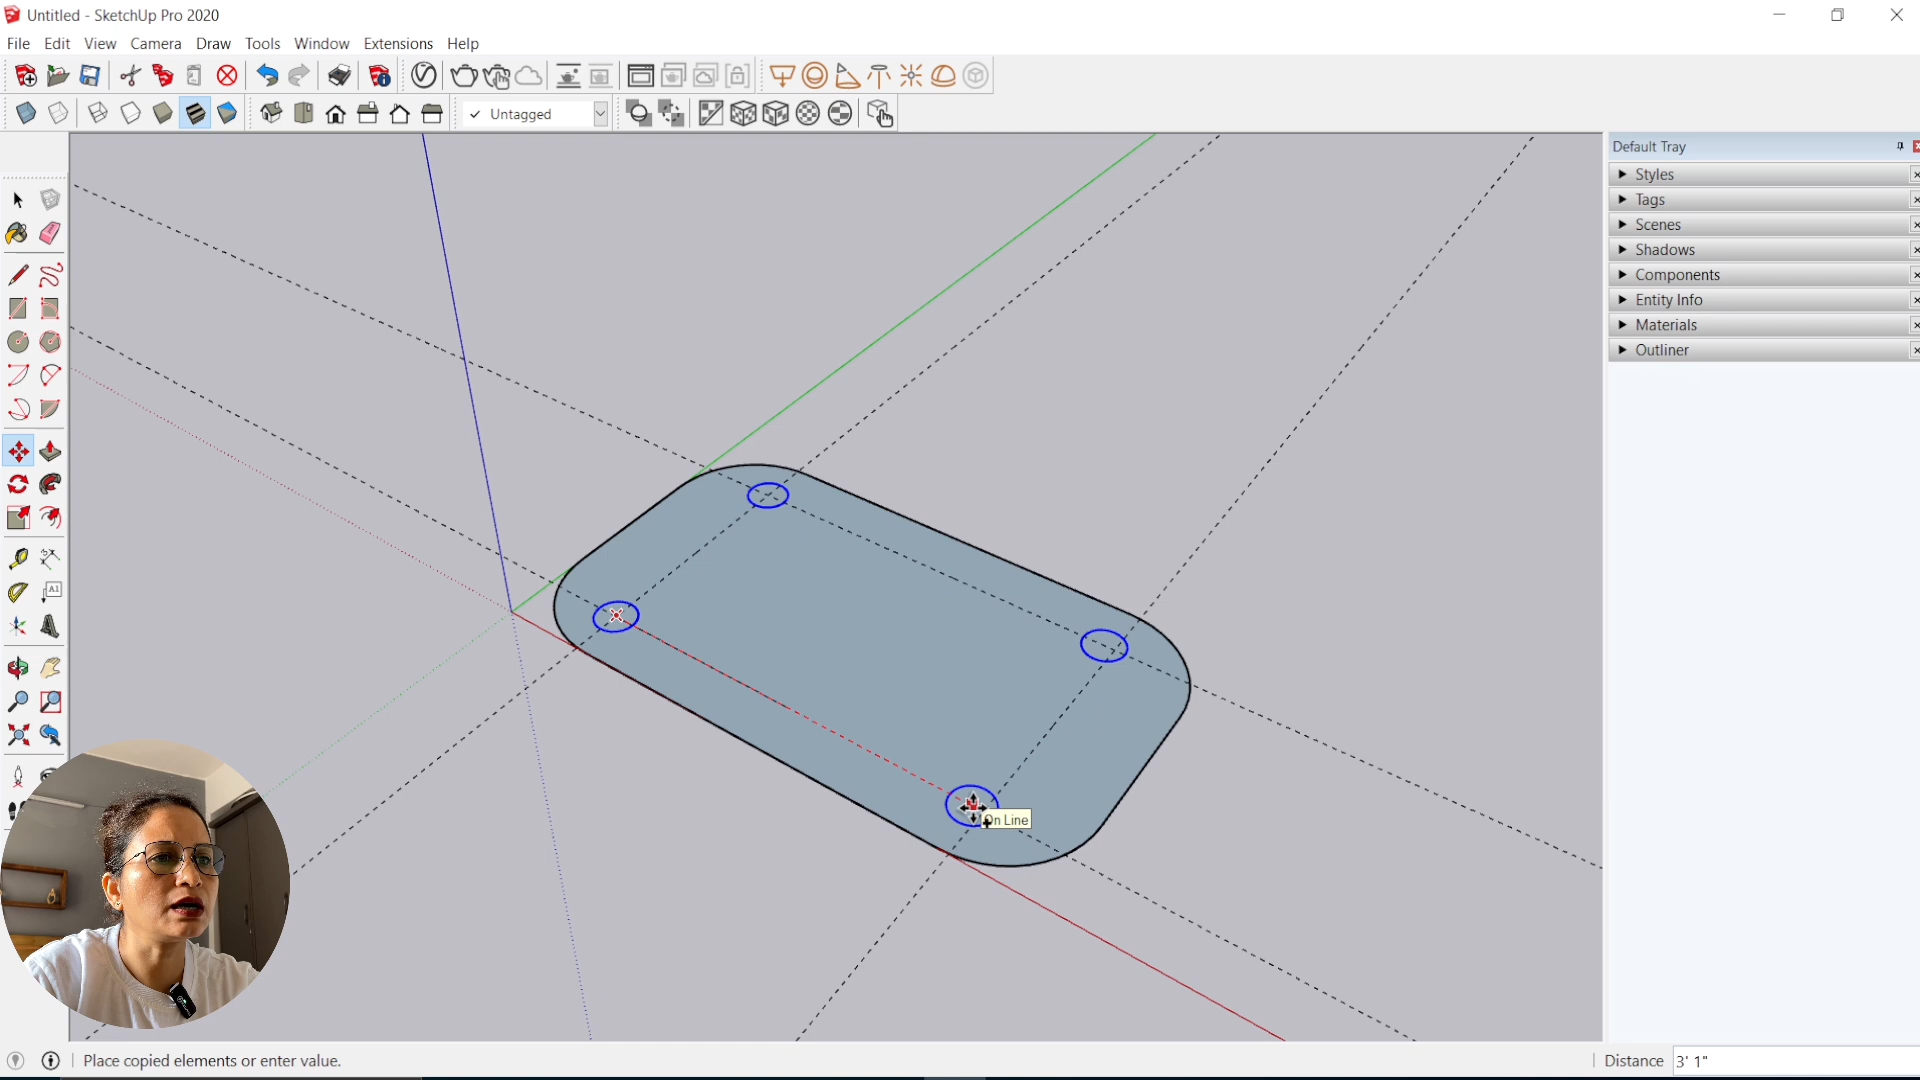 Untitled - SketchUp Pro 2020
File Edit View Camera Draw Tools Window Extensions Help
✓ Untagged
Default Tray
Styles
Tags
Scenes
Shadows
Components
Entity Info
Materials
Outliner
A1
On Line
Place copied elements or enter value.
Distance 3' 1"